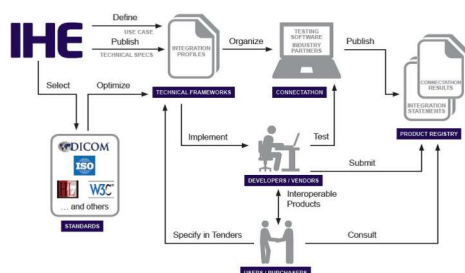 IHE
Define
USE CASE
Publish
TECHNICAL SPECS
INTEGRATION
PROFILES
Organize
TESTING
SOFTWARE
INDUSTRY
PARTNERS
Publish
CONNECTATHON
RESULTS
INTEGRATION
STATEMENTS
Select
Optimize
TECHNICAL FRAMEWORKS
CONNECTATHON
PRODUCT REGISTRY
DICOM
ISO
W3C
... and others
STANDARDS
Implement
Test
DEVELOPERS / VENDORS
Submit
Interoperable
Products
Specify in Tenders
Consult
USERS / PURCHASERS